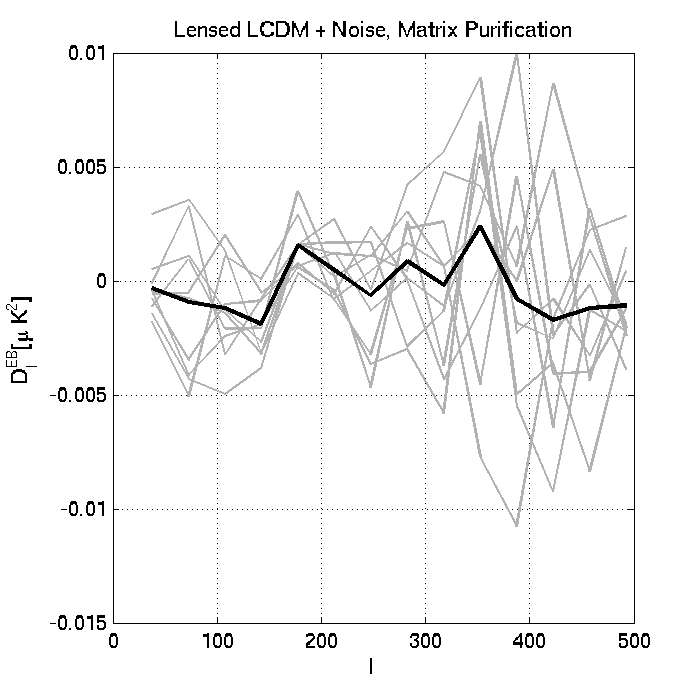 Lensed LCDM + Noise, Matrix Purification
0.01
0.005
0
-0.005
-0.01
-0.015
D_l^EB [μ K²]
0 100 200 300 400 500
l